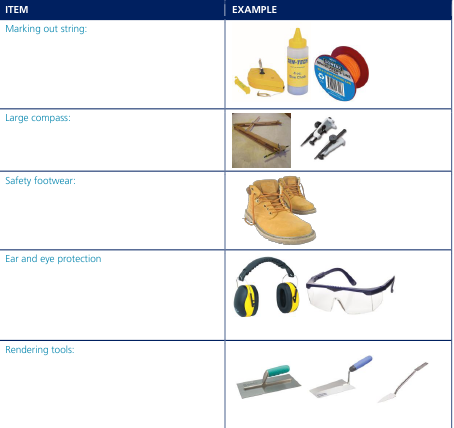 ITEM EXAMPLE
Marking out string:
Large compass:
Safety footwear:
Ear and eye protection
Rendering tools: